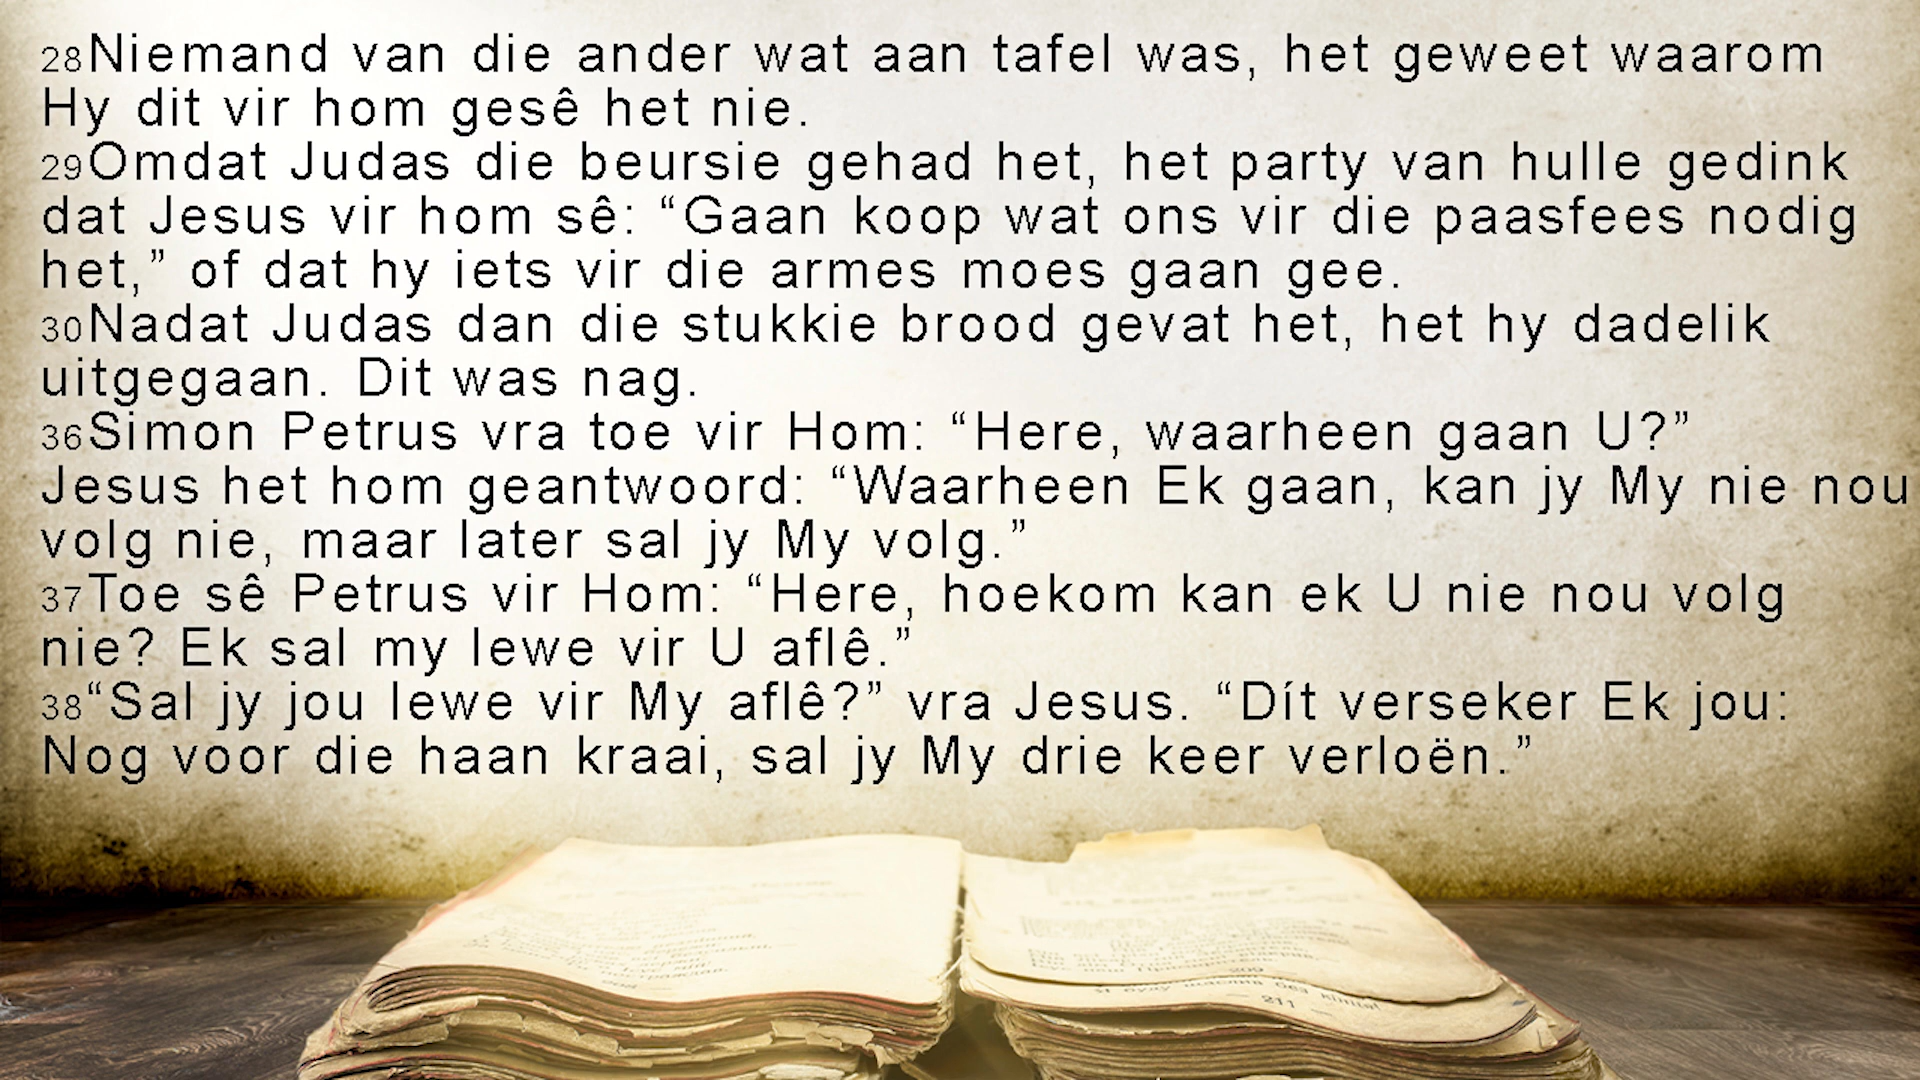 28Niemand van die ander wat aan tafel was, het geweet waarom
Hy dit vir hom gesê het nie.
29Omdat Judas die beursie gehad het, het party van hulle gedink
dat Jesus vir hom sê: “Gaan koop wat ons vir die paasfees nodig
het,” of dat hy iets vir die armes moes gaan gee.
30Nadat Judas dan die stukkie brood gevat het, het hy dadelik
uitgegaan. Dit was nag.
36Simon Petrus vra toe vir Hom: “Here, waarheen gaan U?”
Jesus het hom geantwoord: “Waarheen Ek gaan, kan jy My nie nou
volg nie, maar later sal jy My volg.”
37Toe sê Petrus vir Hom: “Here, hoekom kan ek U nie nou volg
nie? Ek sal my lewe vir U aflê.”
38“Sal jy jou lewe vir My aflê?” vra Jesus. “Dít verseker Ek jou:
Nog voor die haan kraai, sal jy My drie keer verloën.”
209
211